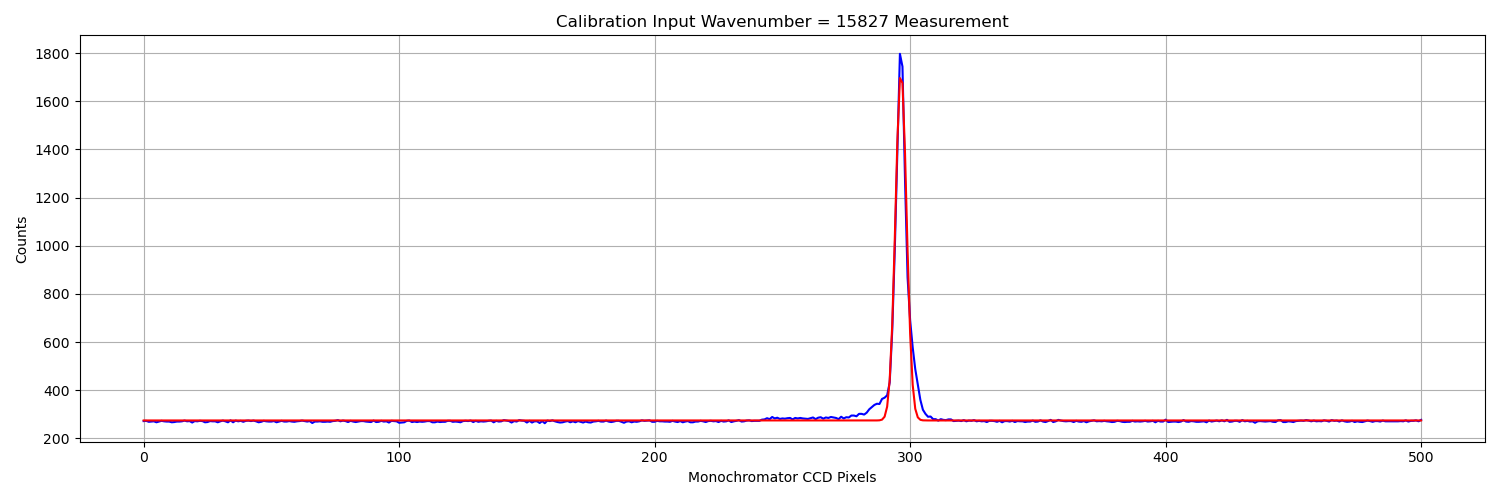 Calibration Input Wavenumber = 15827 Measurement
1800
1600
1400
1200
1000
800
600
400
200
Counts
0 100 200 300 400 500
Monochromator CCD Pixels